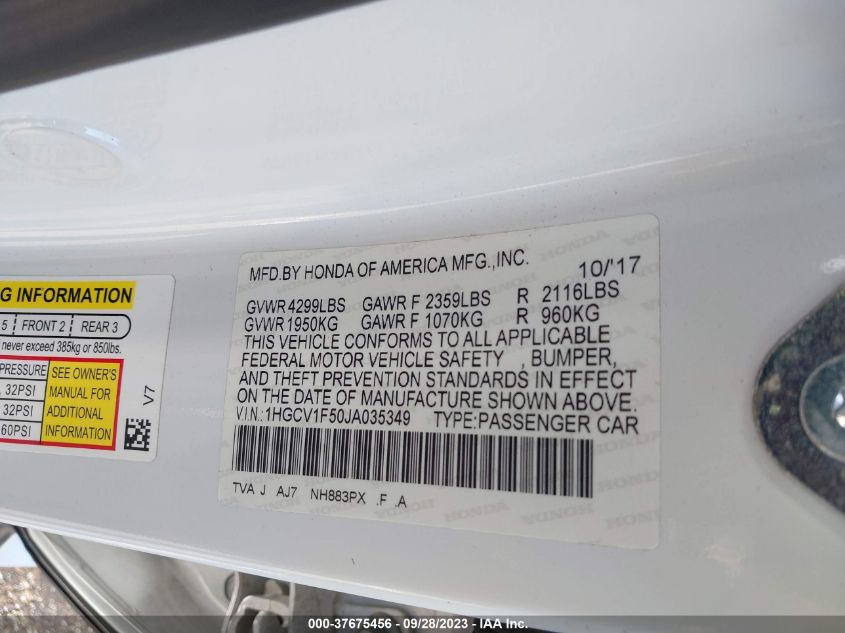 MFD.BY HONDA OF AMERICA MFG.,INC. 10/'17
GVWR 4299LBS GAWR F 2359LBS R 2116LBS
GVWR 1950KG GAWR F 1070KG R 960KG
THIS VEHICLE CONFORMS TO ALL APPLICABLE
FEDERAL MOTOR VEHICLE SAFETY , BUMPER,
AND THEFT PREVENTION STANDARDS IN EFFECT
ON THE DATE OF MANUFACTURE SHOWN ABOVE.
V.I.N.:1HGCV1F50JA035349 TYPE:PASSENGER CAR
TVA J AJ7 NH883PX .F .A
INFORMATION
5 FRONT 2 REAR 3
never exceed 385kg or 850lbs.
PRESSURE SEE OWNER'S
32PSI MANUAL FOR
32PSI ADDITIONAL
60PSI INFORMATION
V7
000-37675456 - 09/28/2023 - IAA, Inc.